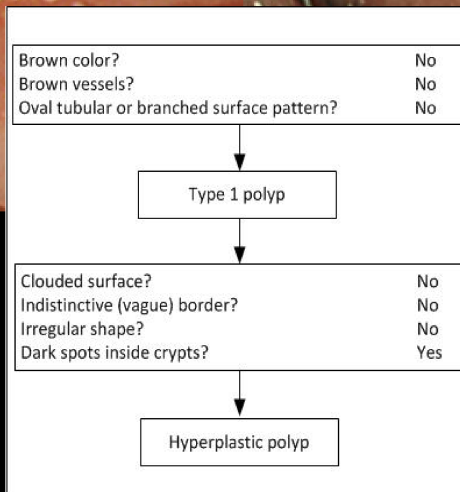 Brown color? No
Brown vessels? No
Oval tubular or branched surface pattern? No
Type 1 polyp
Clouded surface? No
Indistinctive (vague) border? No
Irregular shape? No
Dark spots inside crypts? Yes
Hyperplastic polyp